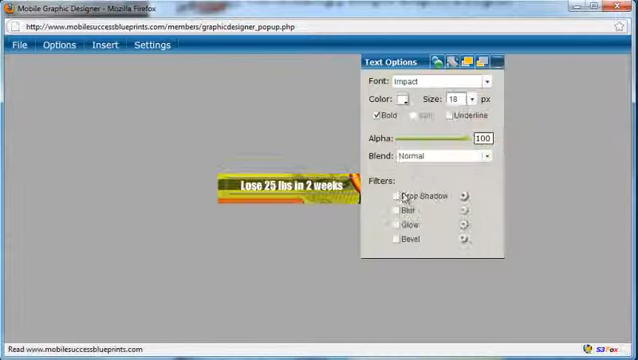 Mobile Graphic Designer - Mozilla Firefox
http://www.mobilesuccessblueprints.com/members/graphicdesigner_popup.php
File Options Insert Settings
Text Options
Font: Impact
Color: Size: 18 px
Bold Italic Underline
Alpha: 100
Blend: Normal
Lose 25 lbs in 2 weeks
Filters:
Drop Shadow
Blur
Glow
Bevel
Read www.mobilesuccessblueprints.com
S3Fox